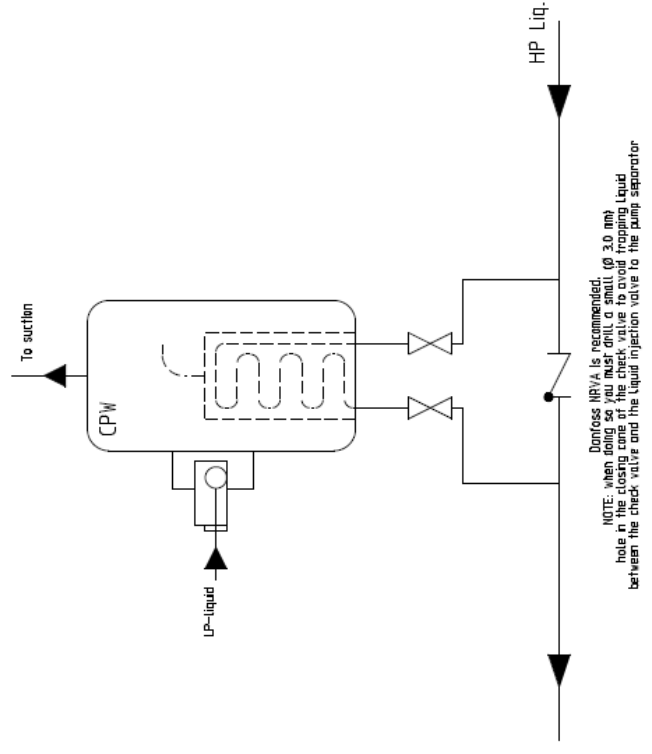 HP Liq.
To suction
CPW
LP-liquid
Danfoss NRVA is recommended.
NOTE: when doing so you must drill a small (Ø 3.0 mm)
hole in the closing cone of the check valve to avoid trapping liquid
between the check valve and the liquid injection valve to the pump separator